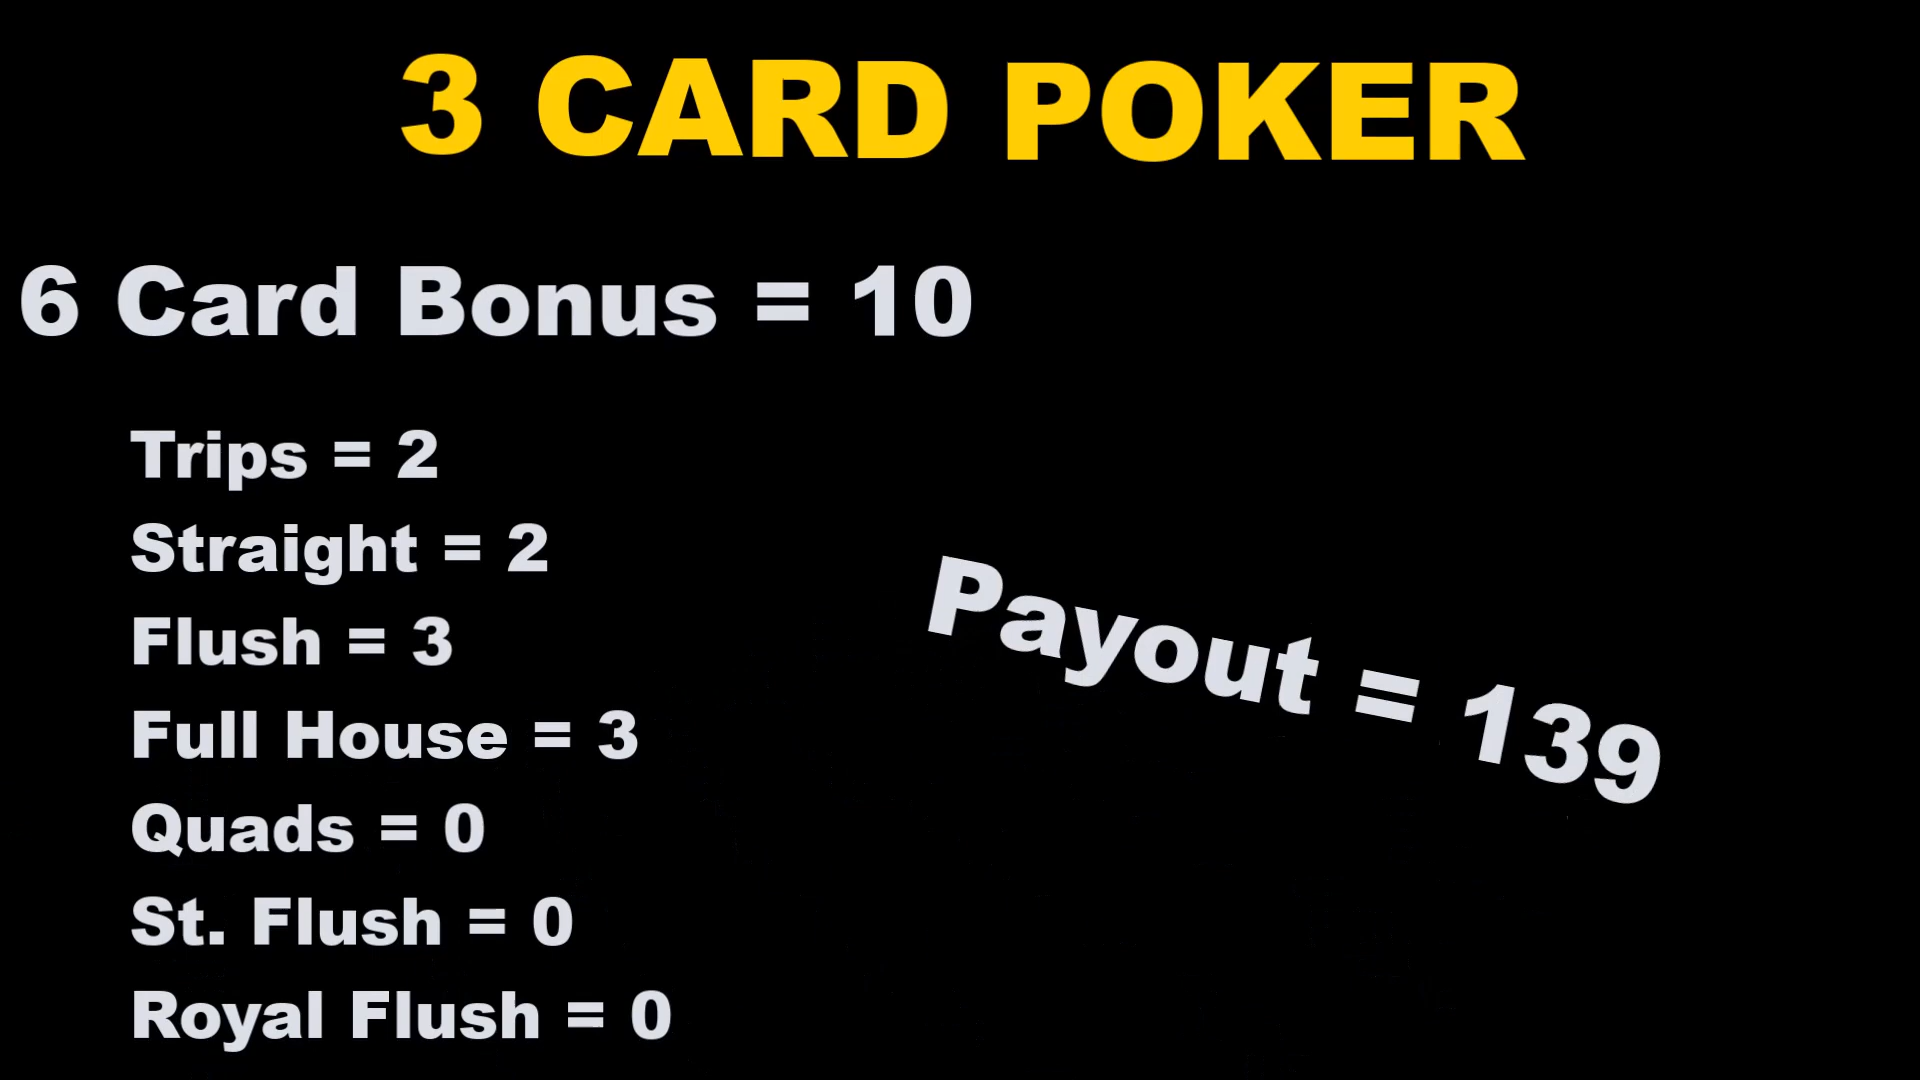 3 CARD POKER
6 Card Bonus = 10
Trips = 2
Straight = 2
Flush = 3
Full House = 3
Quads = 0
St. Flush = 0
Royal Flush = 0
Payout = 139